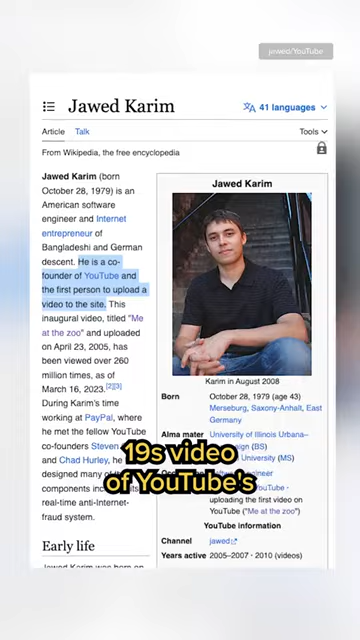 jawed/YouTube
Jawed Karim
41 languages
Article Talk
Tools
From Wikipedia, the free encyclopedia
Jawed Karim (born
October 28, 1979) is an
American software
engineer and Internet
entrepreneur of
Bangladeshi and German
descent. He is a co-
founder of YouTube and
the first person to upload a
video to the site. This
inaugural video, titled "Me
at the zoo" and uploaded
on April 23, 2005, has
been viewed over 260
million times, as of
March 16, 2023.[2][3]
During Karim's time
working at PayPal, where
he met the fellow YouTube
co-founders Steven
and Chad Hurley, he
designed many of
components
real-time anti-Internet-
fraud system.
Early life
Jawed Karim
Karim in August 2008
Born October 28, 1979 (age 43)
Merseburg, Saxony-Anhalt, East
Germany
Alma mater University of Illinois Urbana–
(BS)
University (MS)
YouTube ·
uploading the first video on
YouTube ("Me at the zoo")
YouTube information
Channel jawed
Years active 2005–2007 · 2010 (videos)
19s video
of YouTube's